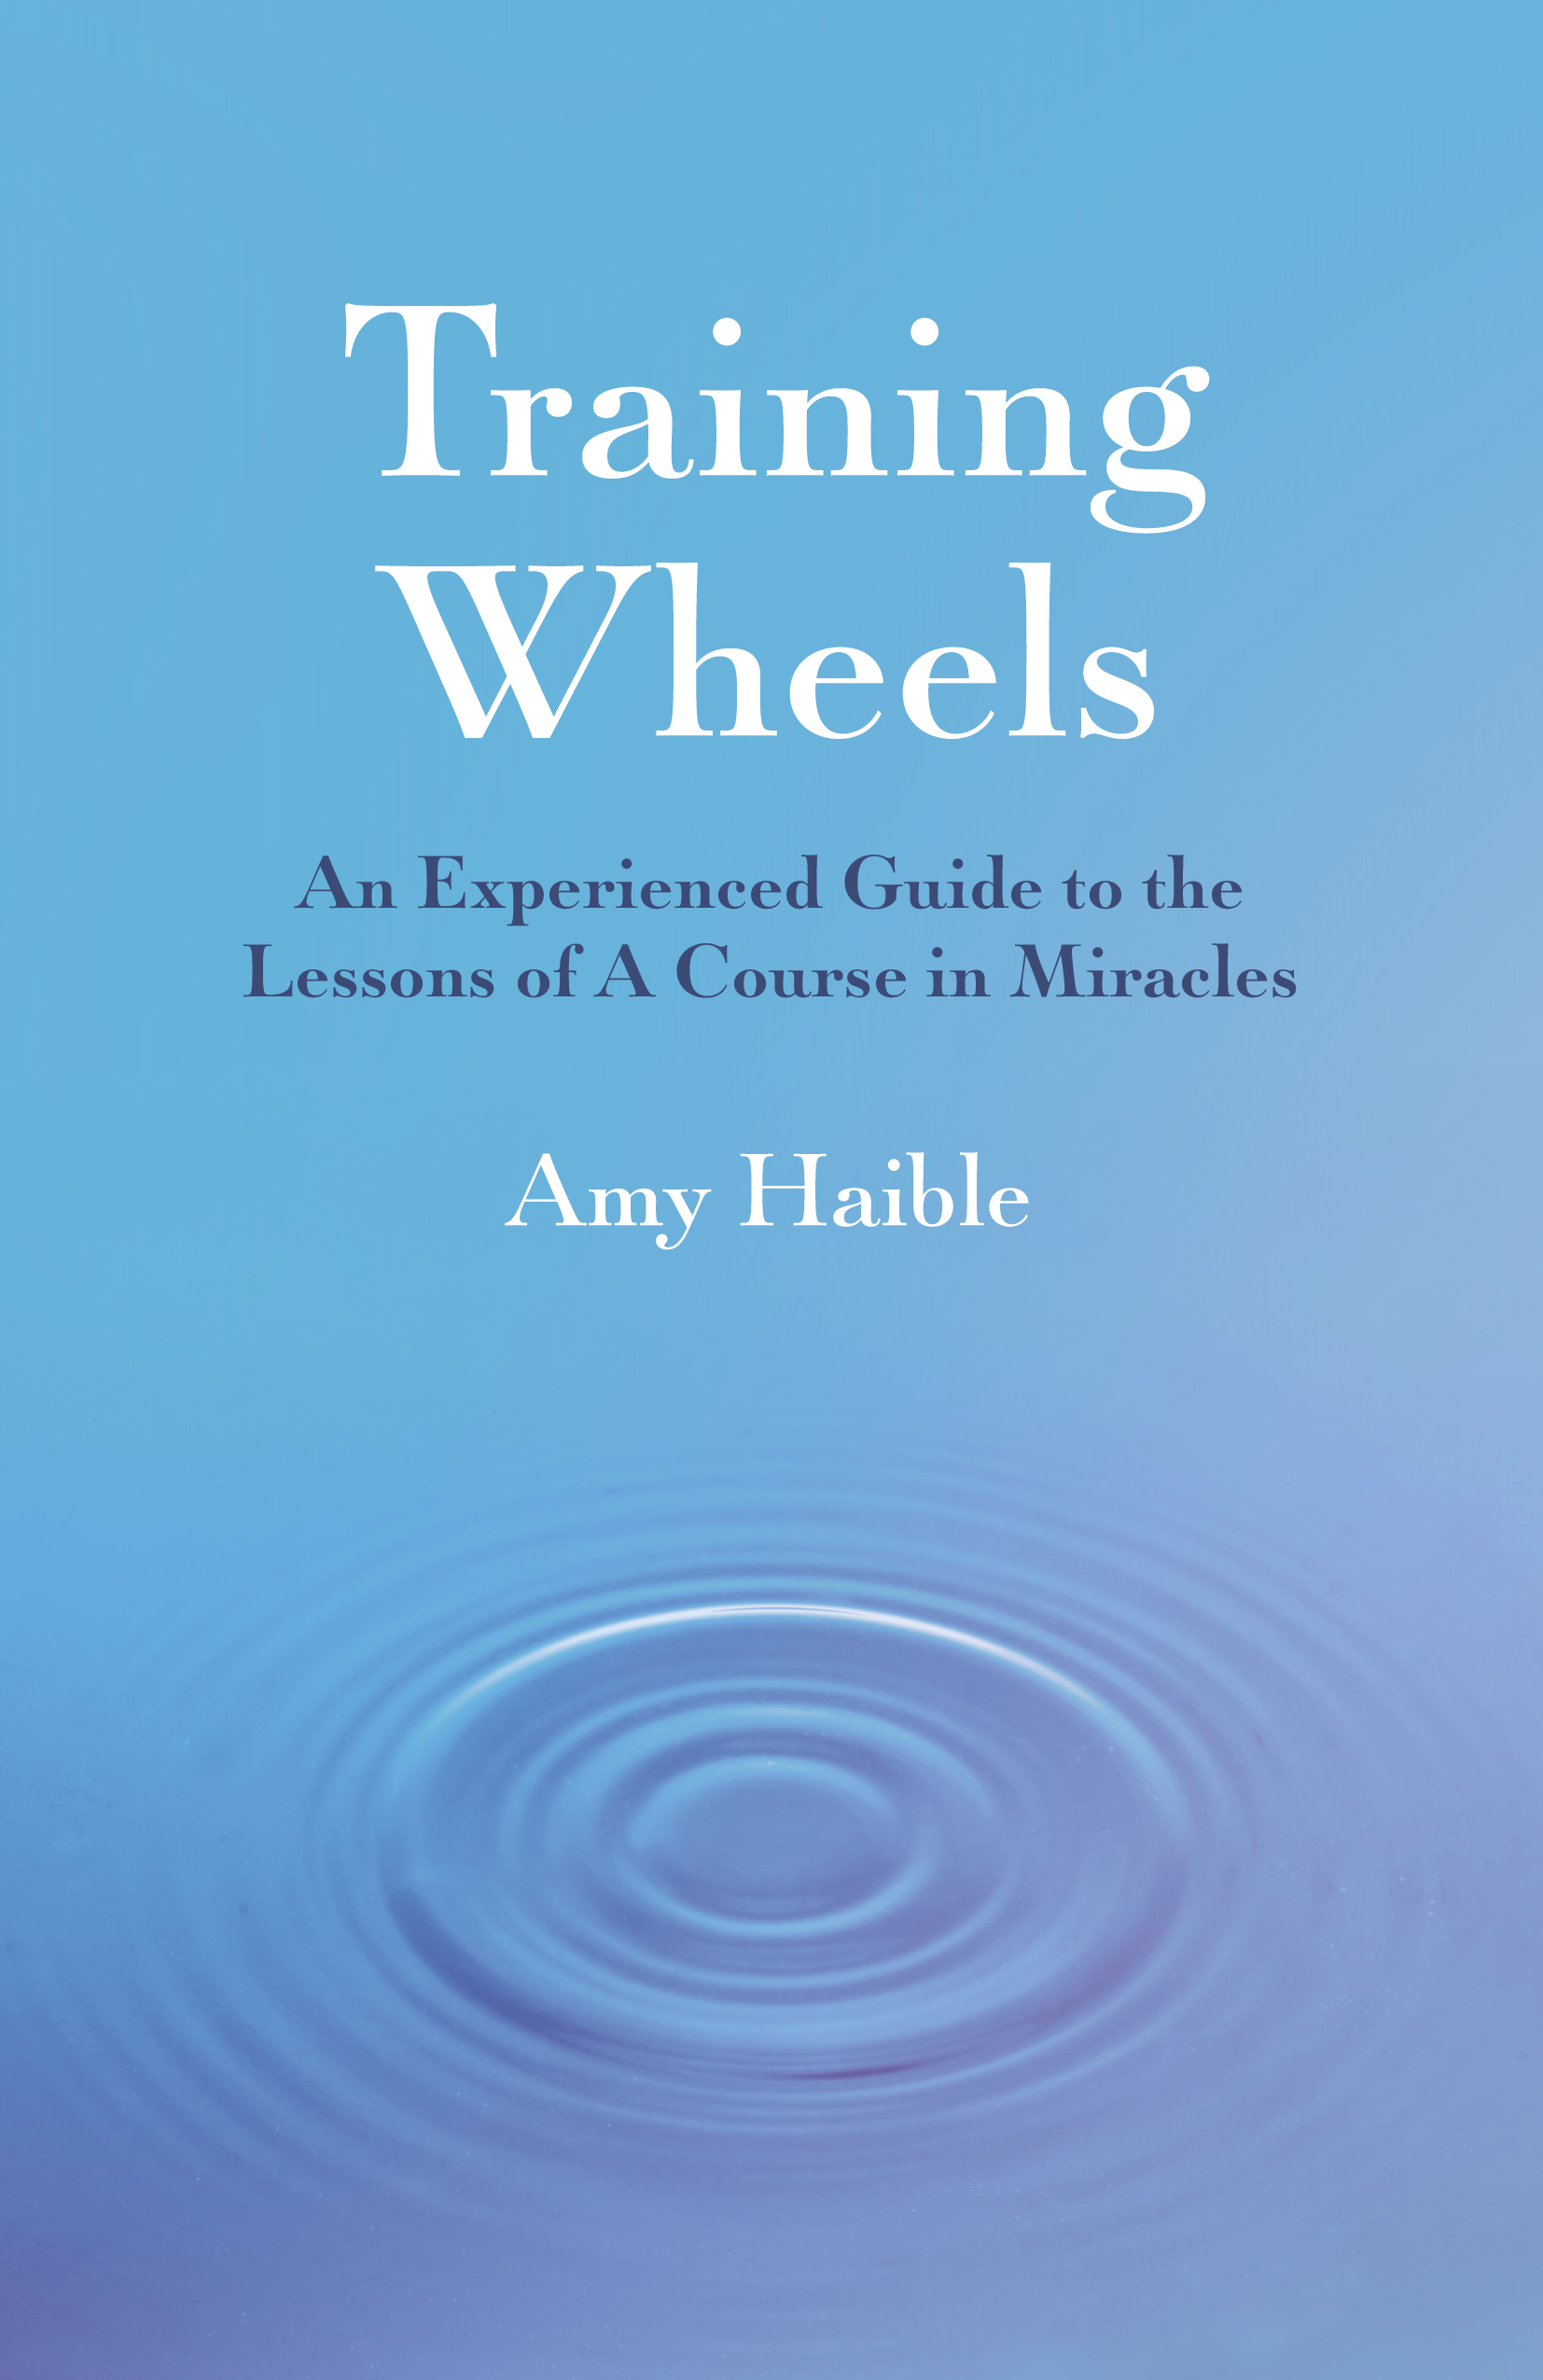 Training
Wheels
An Experienced Guide to the
Lessons of A Course in Miracles
Amy Haible